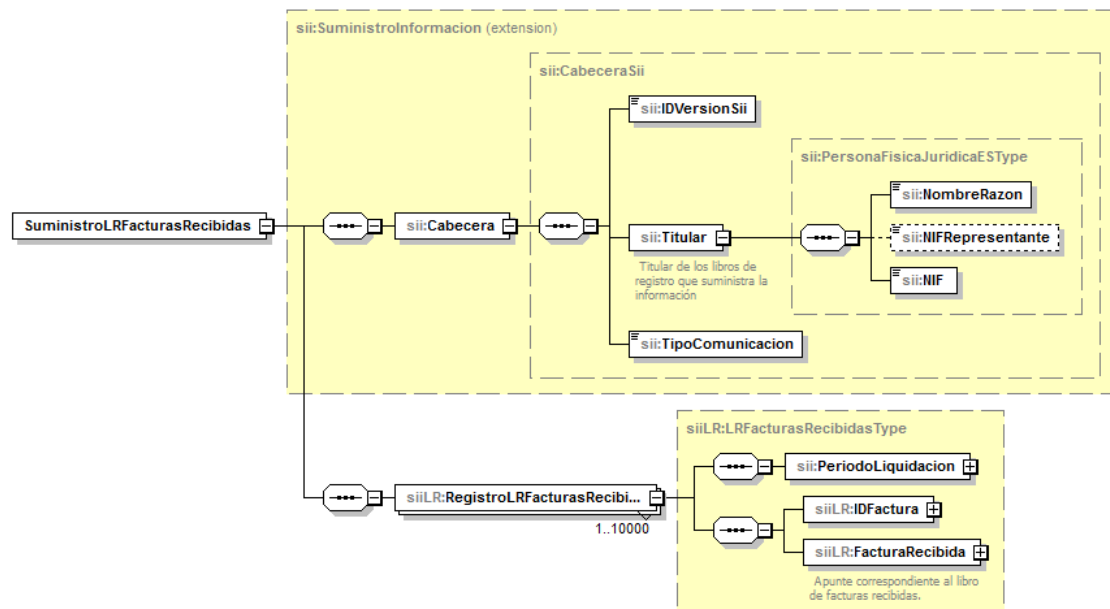 sii:SuministroInformacion (extension)
sii:CabeceraSii
sii:IDVersionSii
sii:PersonaFisicaJuridicaESType
sii:NombreRazon
SuministroLRFacturasRecibidas
sii:Cabecera
sii:Titular
sii:NIFRepresentante
Titular de los libros de
registro que suministra la
información
sii:NIF
sii:TipoComunicacion
siiLR:LRFacturasRecibidasType
sii:PeriodoLiquidacion
siiLR:RegistroLRFacturasRecibi...
1..10000
siiLR:IDFactura
siiLR:FacturaRecibida
Apunte correspondiente al libro
de facturas recibidas.